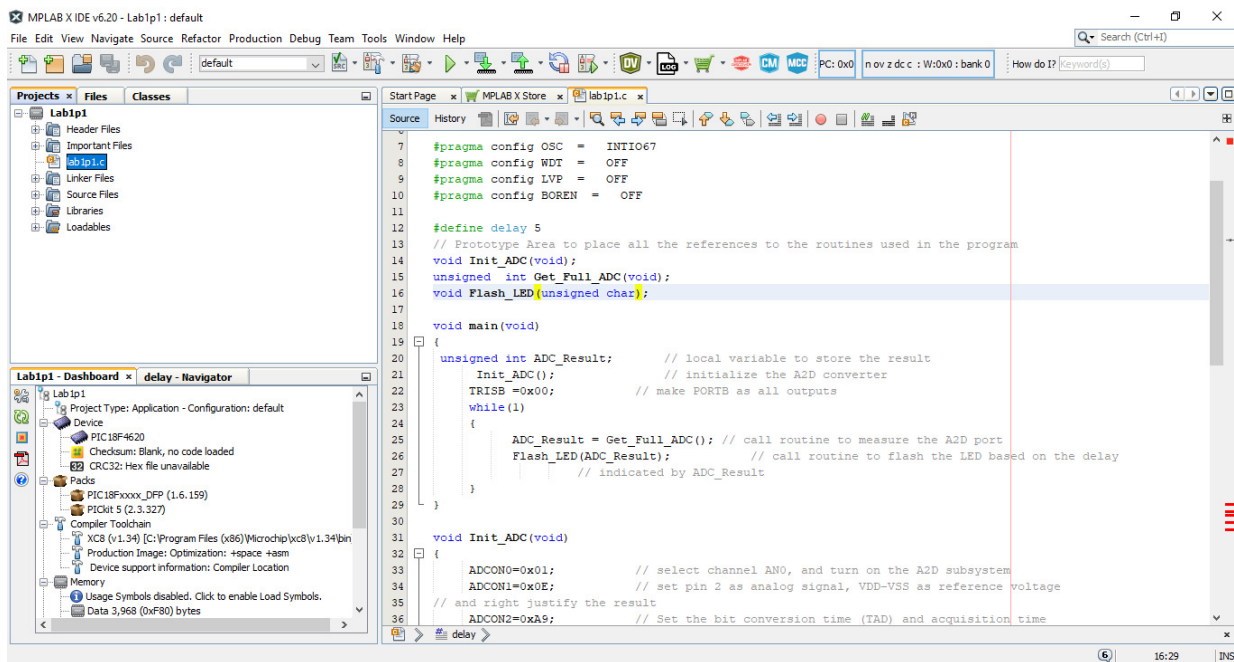 MPLAB X IDE v6.20 - Lab1p1 : default
File Edit View Navigate Source Refactor Production Debug Team Tools Window Help
Search (Ctrl+I)
default
PC: 0x0
n ov z dc c : W:0x0 : bank 0
How do I? Keyword(s)
Projects Files Classes
Lab1p1
Header Files
Important Files
lab1p1.c
Linker Files
Source Files
Libraries
Loadables
Lab1p1 - Dashboard delay - Navigator
Lab1p1
Project Type: Application - Configuration: default
Device
PIC18F4620
Checksum: Blank, no code loaded
CRC32: Hex file unavailable
Packs
PIC18Fxxxx_DFP (1.6.159)
PICkit 5 (2.3.327)
Compiler Toolchain
XC8 (v1.34) [C:\Program Files (x86)\Microchip\xc8\v1.34\bin
Production Image: Optimization: +space +asm
Device support information: Compiler Location
Memory
Usage Symbols disabled. Click to enable Load Symbols.
Data 3,968 (0xF80) bytes
Start Page MPLAB X Store lab1p1.c
Source History
7 #pragma config OSC = INTIO67
8 #pragma config WDT = OFF
9 #pragma config LVP = OFF
10 #pragma config BOREN = OFF
11
12 #define delay 5
13 // Prototype Area to place all the references to the routines used in the program
14 void Init_ADC(void);
15 unsigned int Get_Full_ADC(void);
16 void Flash_LED(unsigned char);
17
18 void main(void)
19 {
20 unsigned int ADC_Result; // local variable to store the result
21 Init_ADC(); // initialize the A2D converter
22 TRISB =0x00; // make PORTB as all outputs
23 while(1)
24 {
25 ADC_Result = Get_Full_ADC(); // call routine to measure the A2D port
26 Flash_LED(ADC_Result); // call routine to flash the LED based on the delay
27 // indicated by ADC_Result
28 }
29 }
30
31 void Init_ADC(void)
32 {
33 ADCON0=0x01; // select channel AN0, and turn on the A2D subsystem
34 ADCON1=0x0E; // set pin 2 as analog signal, VDD-VSS as reference voltage
35 // and right justify the result
36 ADCON2=0xA9; // Set the bit conversion time (TAD) and acquisition time
delay
6 16:29 INS